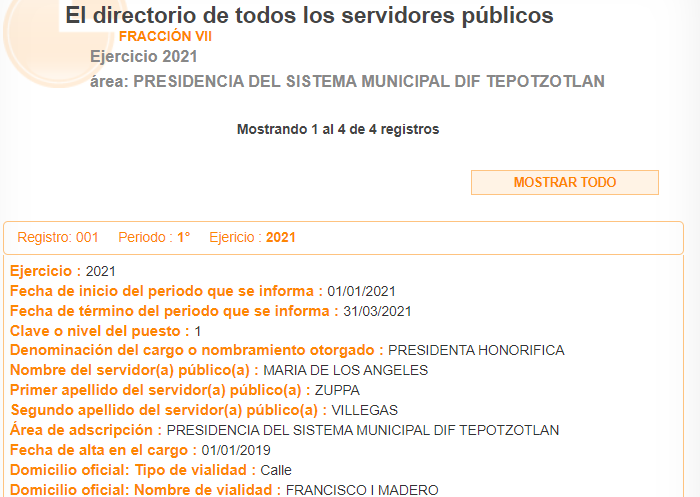 El directorio de todos los servidores públicos
FRACCIÓN VII
Ejercicio 2021
área: PRESIDENCIA DEL SISTEMA MUNICIPAL DIF TEPOTZOTLAN
Mostrando 1 al 4 de 4 registros
MOSTRAR TODO
Registro: 001 Periodo : 1° Ejericio : 2021
Ejercicio : 2021
Fecha de inicio del periodo que se informa : 01/01/2021
Fecha de término del periodo que se informa : 31/03/2021
Clave o nivel del puesto : 1
Denominación del cargo o nombramiento otorgado : PRESIDENTA HONORIFICA
Nombre del servidor(a) público(a) : MARIA DE LOS ANGELES
Primer apellido del servidor(a) público(a) : ZUPPA
Segundo apellido del servidor(a) público(a) : VILLEGAS
Área de adscripción : PRESIDENCIA DEL SISTEMA MUNICIPAL DIF TEPOTZOTLAN
Fecha de alta en el cargo : 01/01/2019
Domicilio oficial: Tipo de vialidad : Calle
Domicilio oficial: Nombre de vialidad : FRANCISCO I MADERO